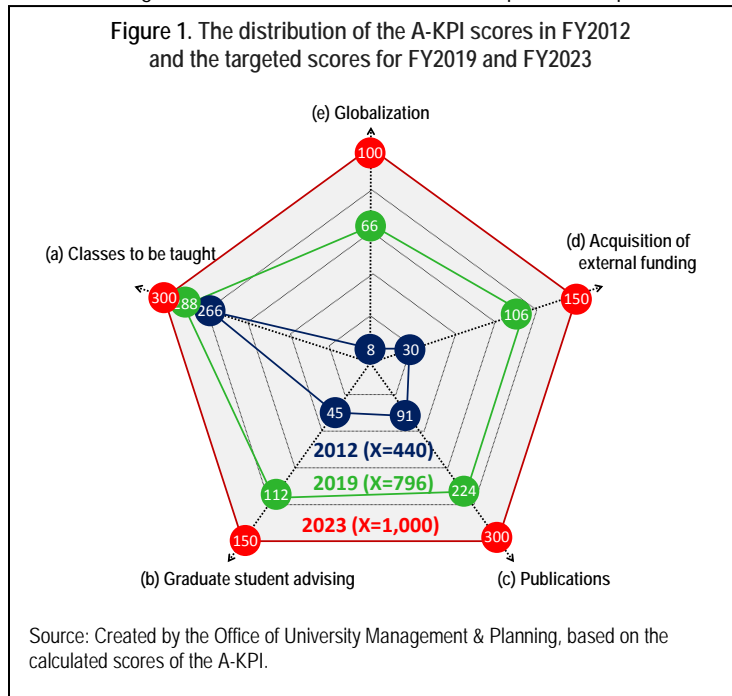 Figure 1. The distribution of the A-KPI scores in FY2012
and the targeted scores for FY2019 and FY2023
(e) Globalization
100
66
(a) Classes to be taught
(d) Acquisition of
external funding
300
288
266
150
106
8
30
45
91
2012 (X=440)
2019 (X=796)
112
224
2023 (X=1,000)
150
300
(b) Graduate student advising
(c) Publications
Source: Created by the Office of University Management & Planning, based on the
calculated scores of the A-KPI.